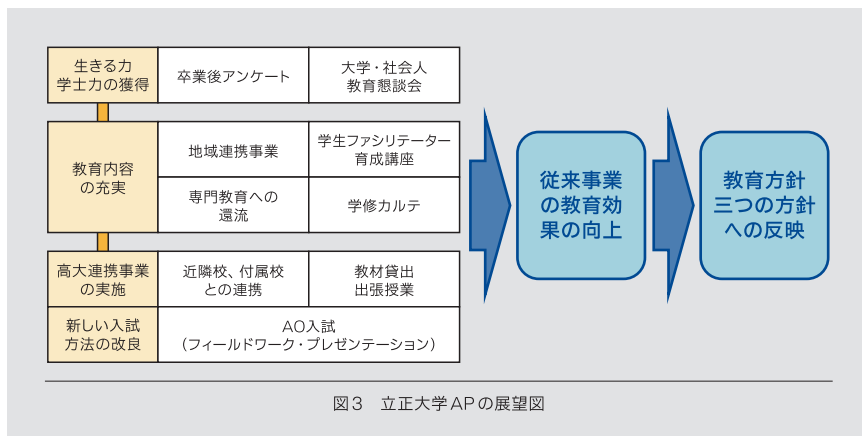 生きる力
学士力の獲得
卒業後アンケート
大学・社会人
教育懇談会
教育内容
の充実
地域連携事業
学生ファシリテーター
育成講座
専門教育への
還流
学修カルテ
高大連携事業
の実施
近隣校、付属校
との連携
教材貸出
出張授業
新しい入試
方法の改良
AO入試
（フィールドワーク・プレゼンテーション）
従来事業
の教育効
果の向上
教育方針
三つの方針
への反映
図3　立正大学APの展望図